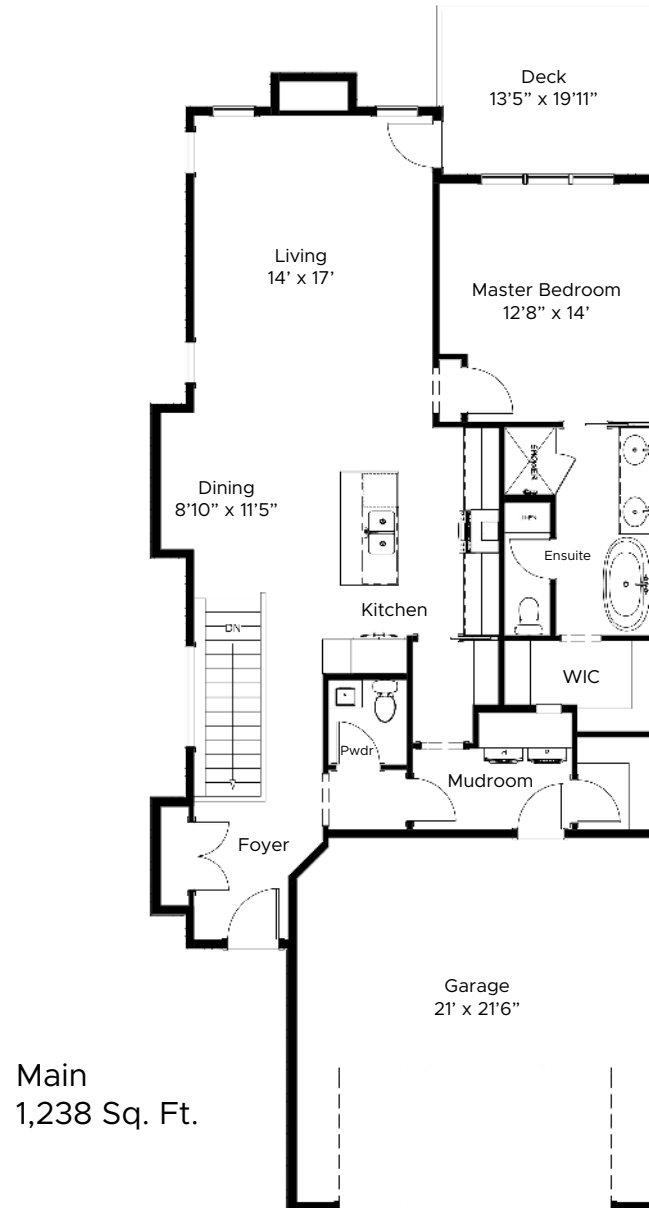 Deck
13'5” x 19'11”
Living
14’ x 17’
Master Bedroom
12'8” x 14’
SHOWER
Dining
8'10” x 11'5”
Ensuite
Kitchen
DN
WIC
Pwdr
Mudroom
Foyer
Garage
21’ x 21'6”
Main
1,238 Sq. Ft.